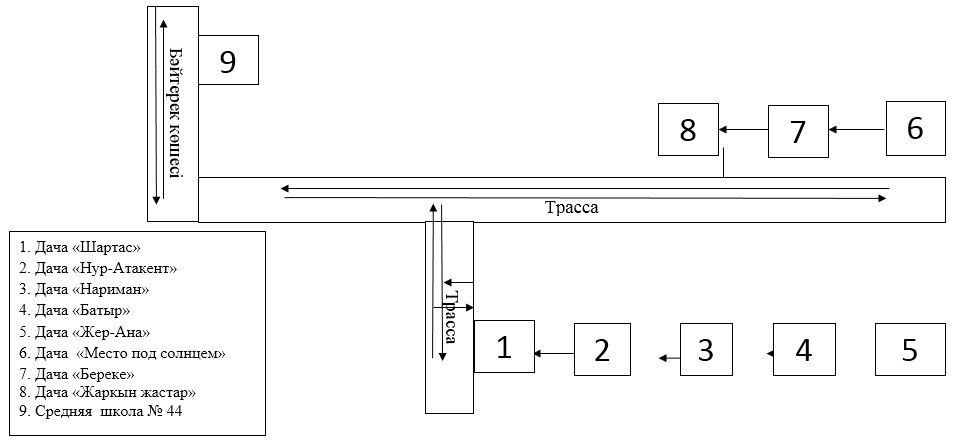 Бәйтерек көшесі
9
8
7
6
Трасса
Трасса
1
2
3
4
5
1. Дача «Шартас»
2. Дача «Нур-Атакент»
3. Дача «Нариман»
4. Дача «Батыр»
5. Дача «Жер-Ана»
6. Дача «Место под солнцем»
7. Дача «Береке»
8. Дача «Жаркын жастар»
9. Средняя школа № 44